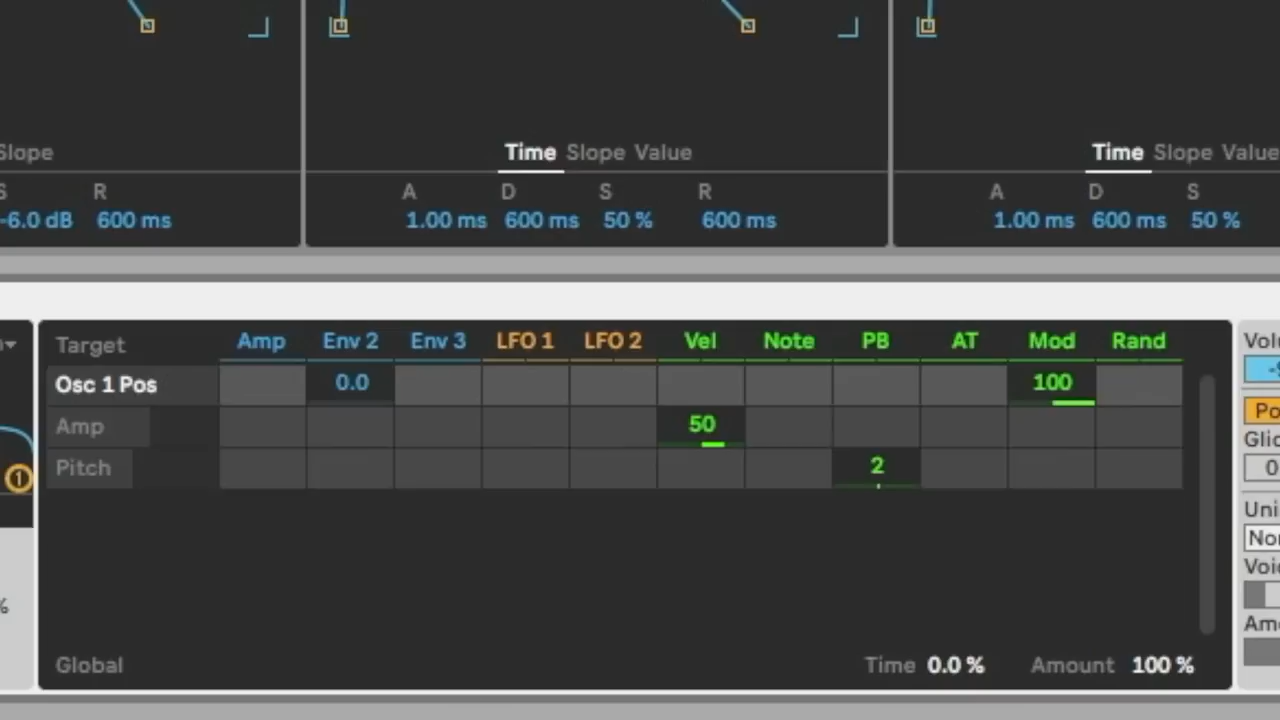 Slope
Time Slope Value
Time Slope Value
S R
A D S R
A D S
-6.0 dB 600 ms
1.00 ms 600 ms 50 % 600 ms
1.00 ms 600 ms 50 %
Target Amp Env 2 Env 3 LFO 1 LFO 2 Vel Note PB AT Mod Rand
Osc 1 Pos 0.0 100
Amp 50
Pitch 2
1
%
Global Time 0.0 % Amount 100 %